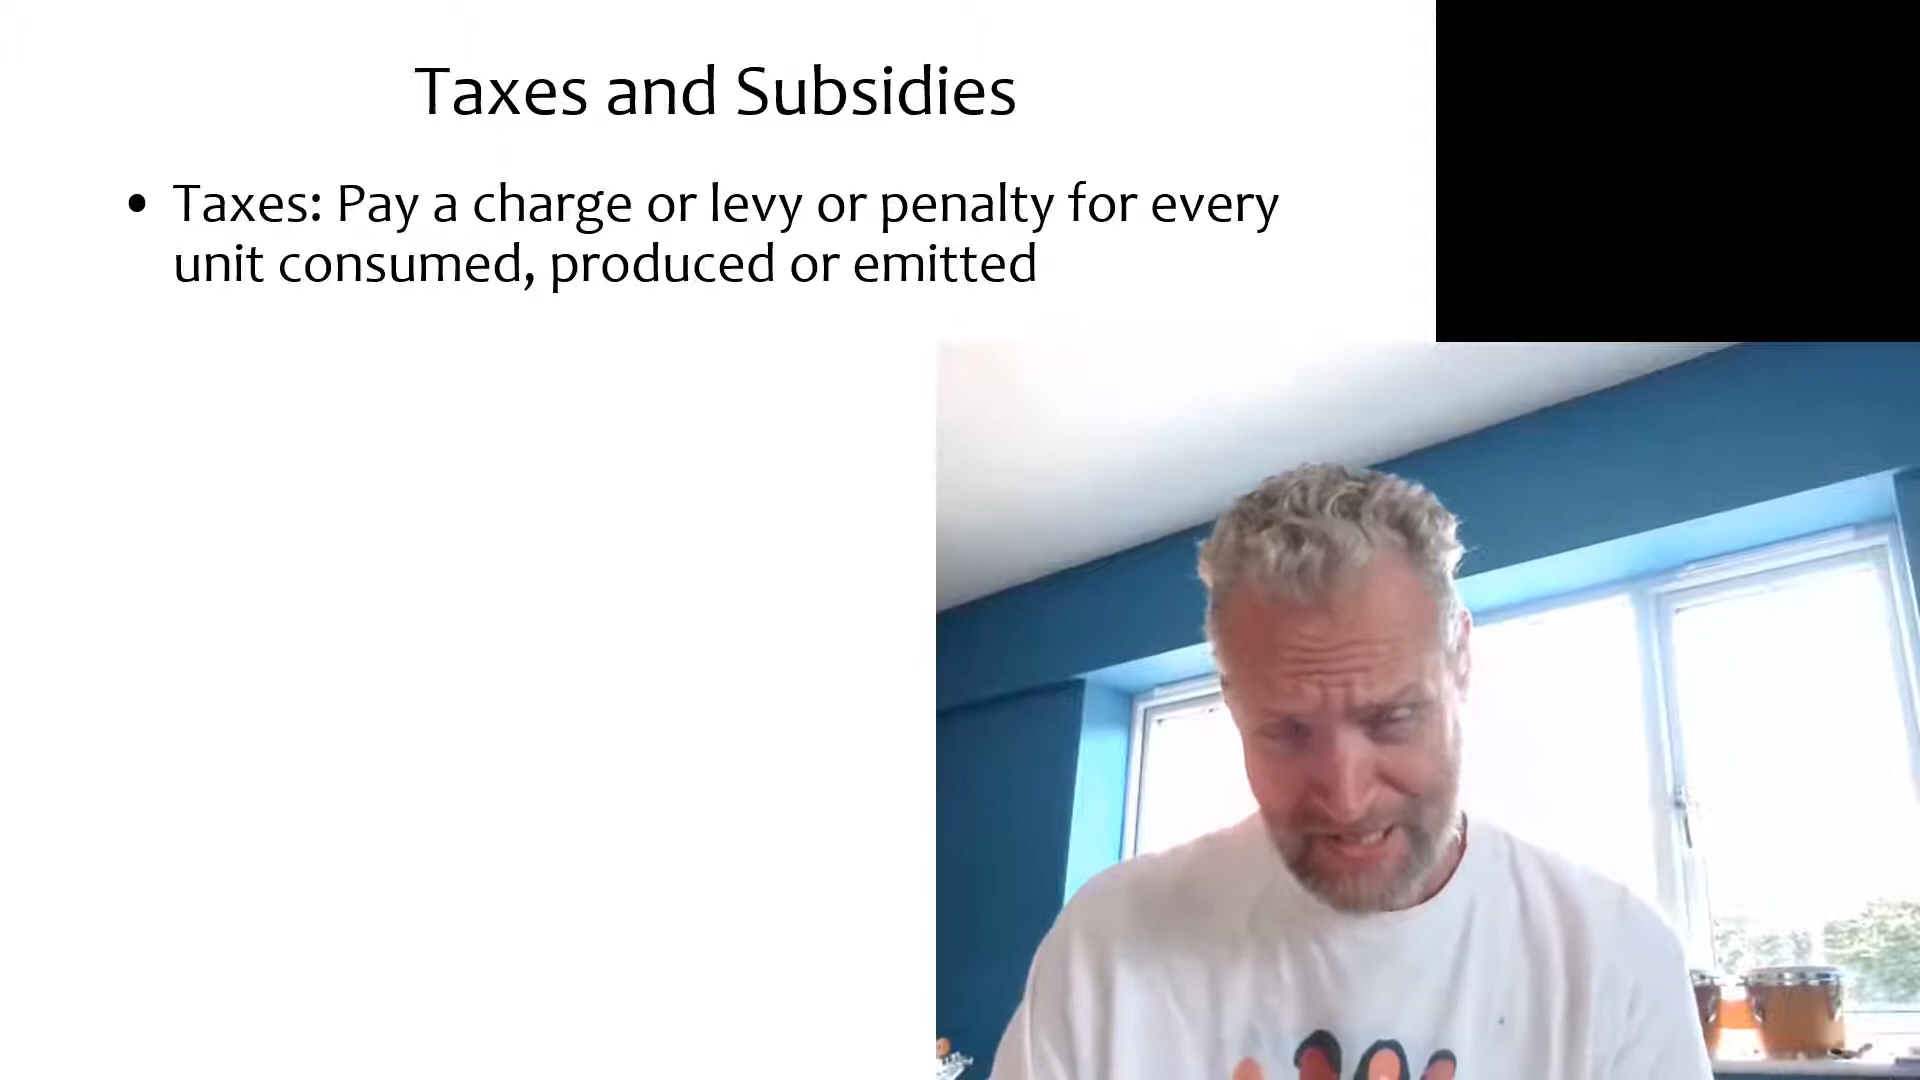 Taxes and Subsidies
• Taxes: Pay a charge or levy or penalty for every
unit consumed, produced or emitted